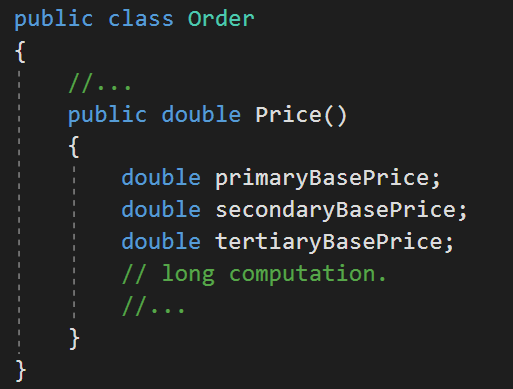 public class Order
{
    //...
    public double Price()
    {
        double primaryBasePrice;
        double secondaryBasePrice;
        double tertiaryBasePrice;
        // long computation.
        //...
    }
}